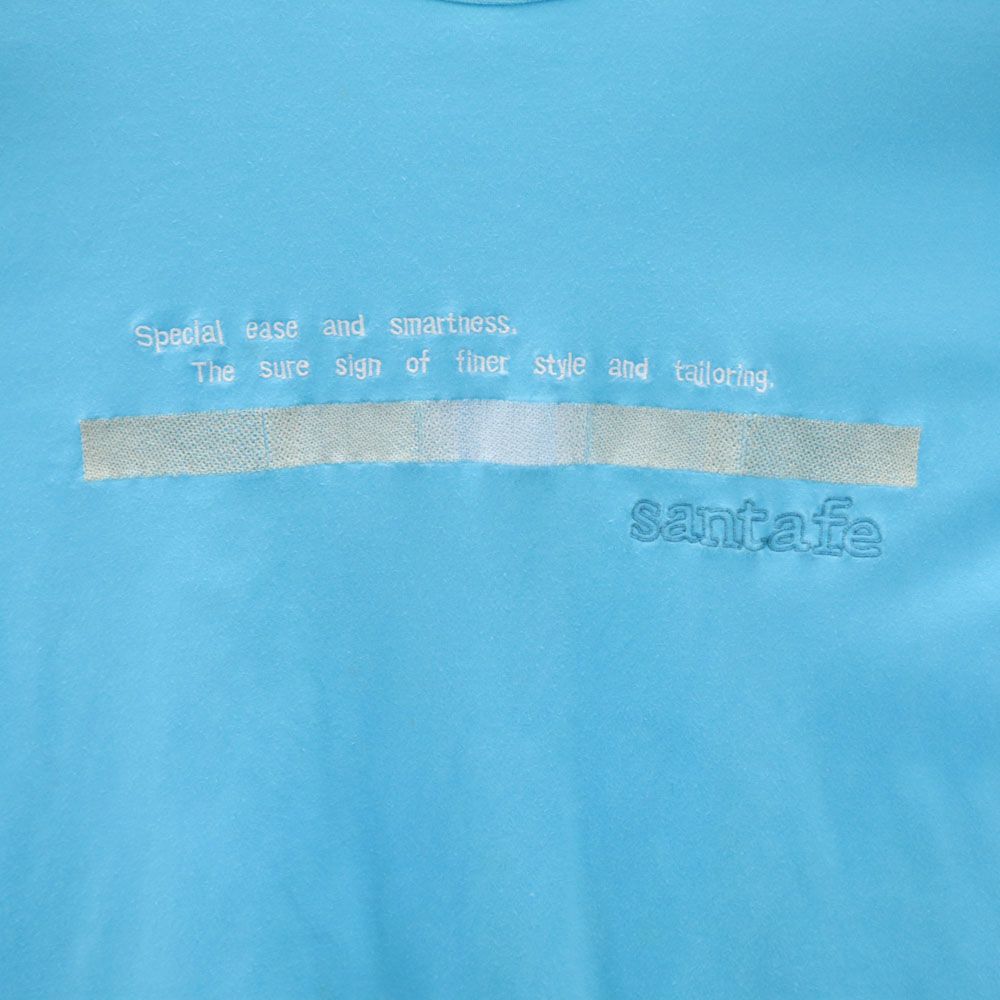 Special ease and smartness.
The sure sign of finer style and tailoring.
santafe